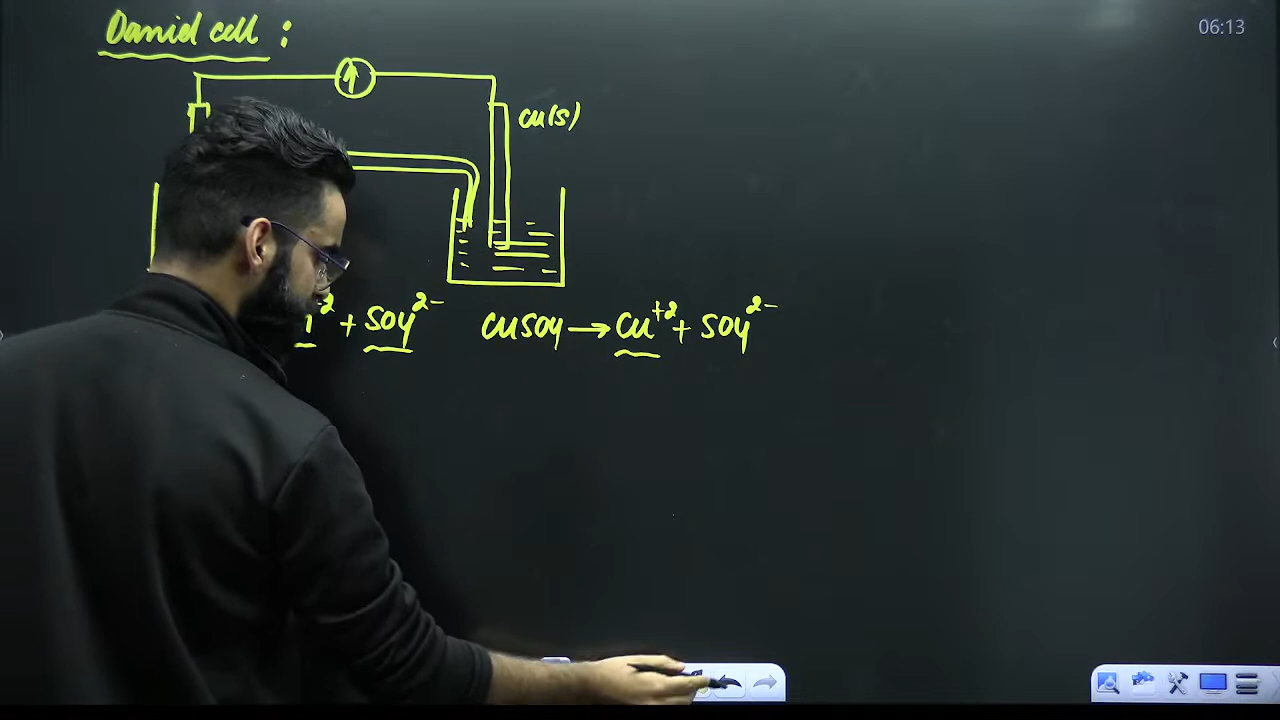 Daniel cell :
06:13
Cu(s)
+2 + SO4 2-
CuSO4 → Cu+2 + SO4 2-